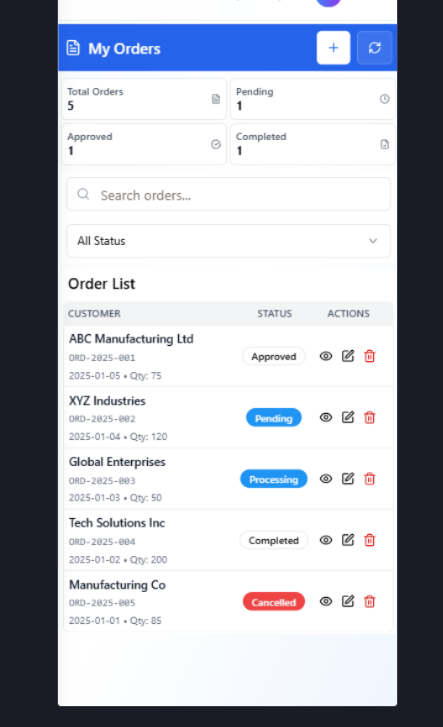 My Orders
Total Orders
5
Pending
1
Approved
1
Completed
1
Search orders...
All Status
Order List
CUSTOMER STATUS ACTIONS
ABC Manufacturing Ltd
ORD-2025-001
2025-01-05 • Qty: 75
Approved
XYZ Industries
ORD-2025-002
2025-01-04 • Qty: 120
Pending
Global Enterprises
ORD-2025-003
2025-01-03 • Qty: 50
Processing
Tech Solutions Inc
ORD-2025-004
2025-01-02 • Qty: 200
Completed
Manufacturing Co
ORD-2025-005
2025-01-01 • Qty: 85
Cancelled